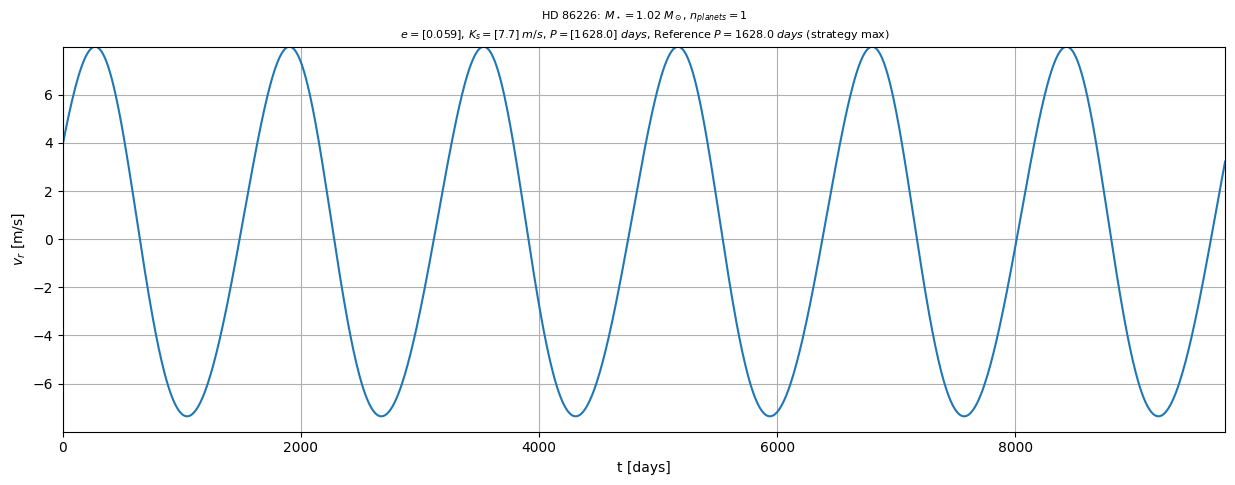 HD 86226: $M_\star = 1.02\ M_\odot$, $n_{planets} = 1$
$e = [0.059]$, $K_s = [7.7]\ m/s$, $P = [1628.0]\ days$, Reference $P = 1628.0\ days$ (strategy max)
6
4
2
0
−2
−4
−6
$v_r$ [m/s]
0 2000 4000 6000 8000
t [days]